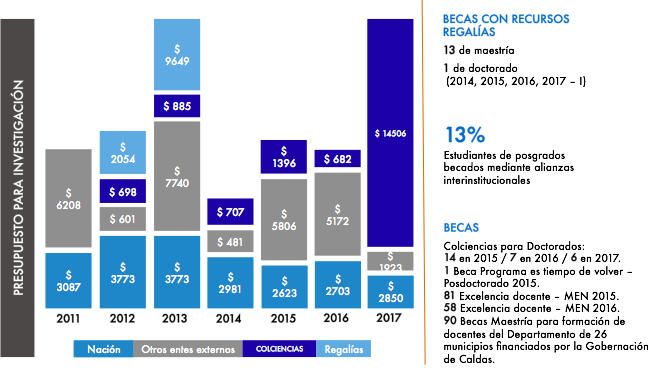 PRESUPUESTO PARA INVESTIGACIÓN
$
6208
$
3087
2011
$
2054
$ 698
$ 601
$
3773
2012
$
9649
$ 885
$
7740
$
3773
2013
$ 707
$ 481
$
2981
2014
$
1396
$
5806
$
2623
2015
$ 682
$
5172
$
2703
2016
$ 14506
$
1923
$
2850
2017
Nación
Otros entes externos
COLCIENCIAS
Regalías
BECAS CON RECURSOS
REGALÍAS
13 de maestría
1 de doctorado
(2014, 2015, 2016, 2017 – I)
13%
Estudiantes de posgrados
becados mediante alianzas
interinstitucionales
BECAS
Colciencias para Doctorados:
14 en 2015 / 7 en 2016 / 6 en 2017.
1 Beca Programa es tiempo de volver –
Posdoctorado 2015.
81 Excelencia docente – MEN 2015.
58 Excelencia docente – MEN 2016.
90 Becas Maestría para formación de
docentes del Departamento de 26
municipios financiados por la Gobernación
de Caldas.